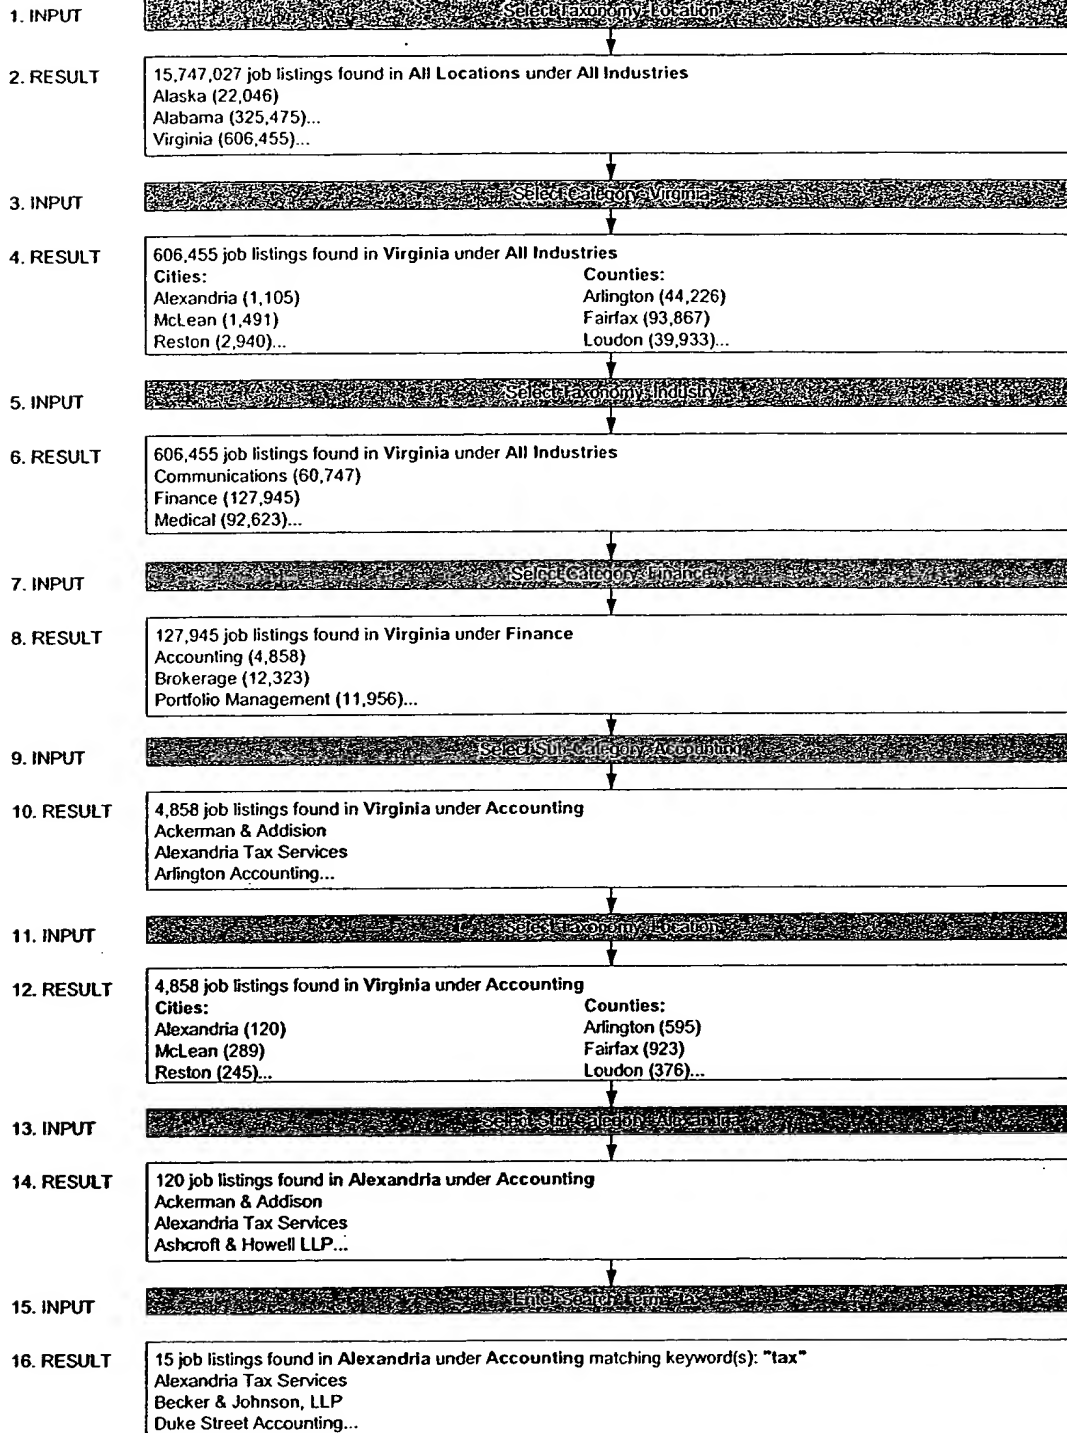 1. INPUT
Select Taxonomy: Location
2. RESULT
15,747,027 job listings found in All Locations under All Industries
Alaska (22,046)
Alabama (325,475)...
Virginia (606,455)...
3. INPUT
Select Category: Virginia
4. RESULT
606,455 job listings found in Virginia under All Industries
Cities: Counties:
Alexandria (1,105) Arlington (44,226)
McLean (1,491) Fairfax (93,867)
Reston (2,940)... Loudon (39,933)...
5. INPUT
Select Taxonomy: Industry
6. RESULT
606,455 job listings found in Virginia under All Industries
Communications (60,747)
Finance (127,945)
Medical (92,623)...
7. INPUT
Select Category: Finance
8. RESULT
127,945 job listings found in Virginia under Finance
Accounting (4,858)
Brokerage (12,323)
Portfolio Management (11,956)...
9. INPUT
Select Sub-Category: Accounting
10. RESULT
4,858 job listings found in Virginia under Accounting
Ackerman & Addision
Alexandria Tax Services
Arlington Accounting...
11. INPUT
Select Taxonomy: Location
12. RESULT
4,858 job listings found in Virginia under Accounting
Cities: Counties:
Alexandria (120) Arlington (595)
McLean (289) Fairfax (923)
Reston (245)... Loudon (376)...
13. INPUT
Select Sub-Category: Alexandria
14. RESULT
120 job listings found in Alexandria under Accounting
Ackerman & Addison
Alexandria Tax Services
Ashcroft & Howell LLP...
15. INPUT
Enter Search Term: tax
16. RESULT
15 job listings found in Alexandria under Accounting matching keyword(s): "tax"
Alexandria Tax Services
Becker & Johnson, LLP
Duke Street Accounting...